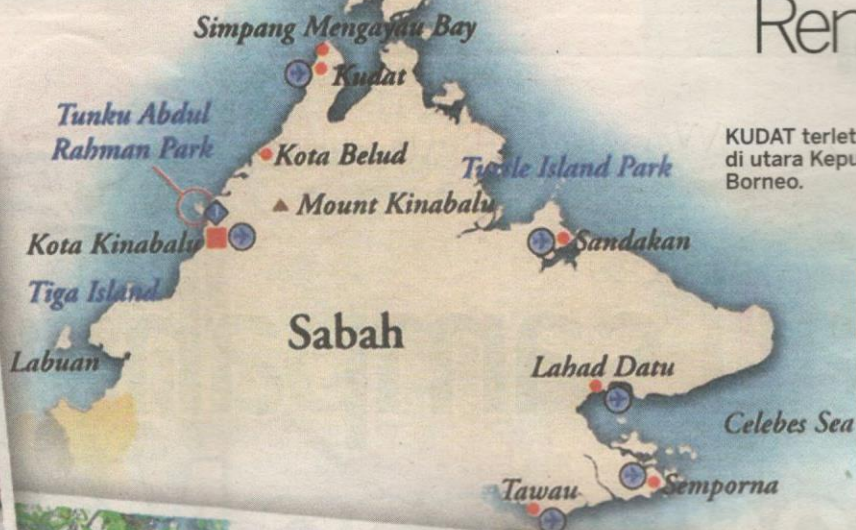 Simpang Mengayau Bay
Ren
Kudat
Tunku Abdul
Rahman Park
KUDAT terlet
di utara Kepu
Borneo.
Kota Belud
Turtle Island Park
Mount Kinabalu
Kota Kinabalu
Sandakan
Tiga Island
Sabah
Labuan
Lahad Datu
Celebes Sea
Tawau
Semporna